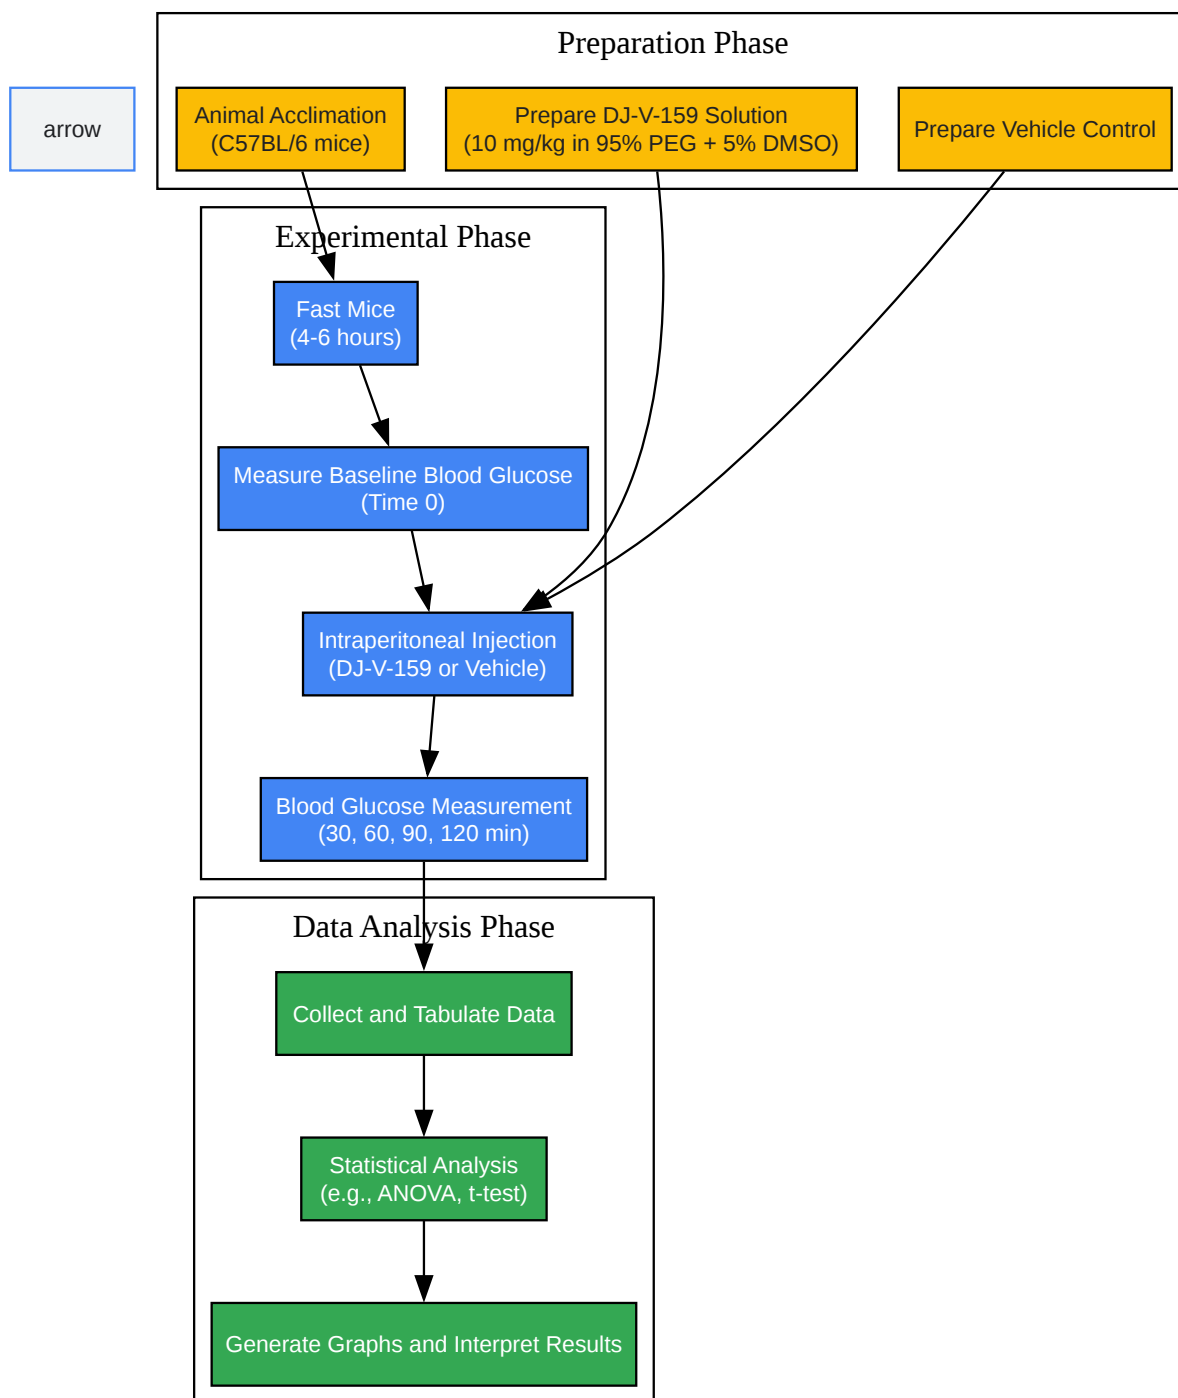 Preparation Phase
arrow
Animal Acclimation
(C57BL/6 mice)
Prepare DJ-V-159 Solution
(10 mg/kg in 95% PEG + 5% DMSO)
Prepare Vehicle Control
Experimental Phase
Fast Mice
(4-6 hours)
Measure Baseline Blood Glucose
(Time 0)
Intraperitoneal Injection
(DJ-V-159 or Vehicle)
Blood Glucose Measurement
(30, 60, 90, 120 min)
Data Analysis Phase
Collect and Tabulate Data
Statistical Analysis
(e.g., ANOVA, t-test)
Generate Graphs and Interpret Results